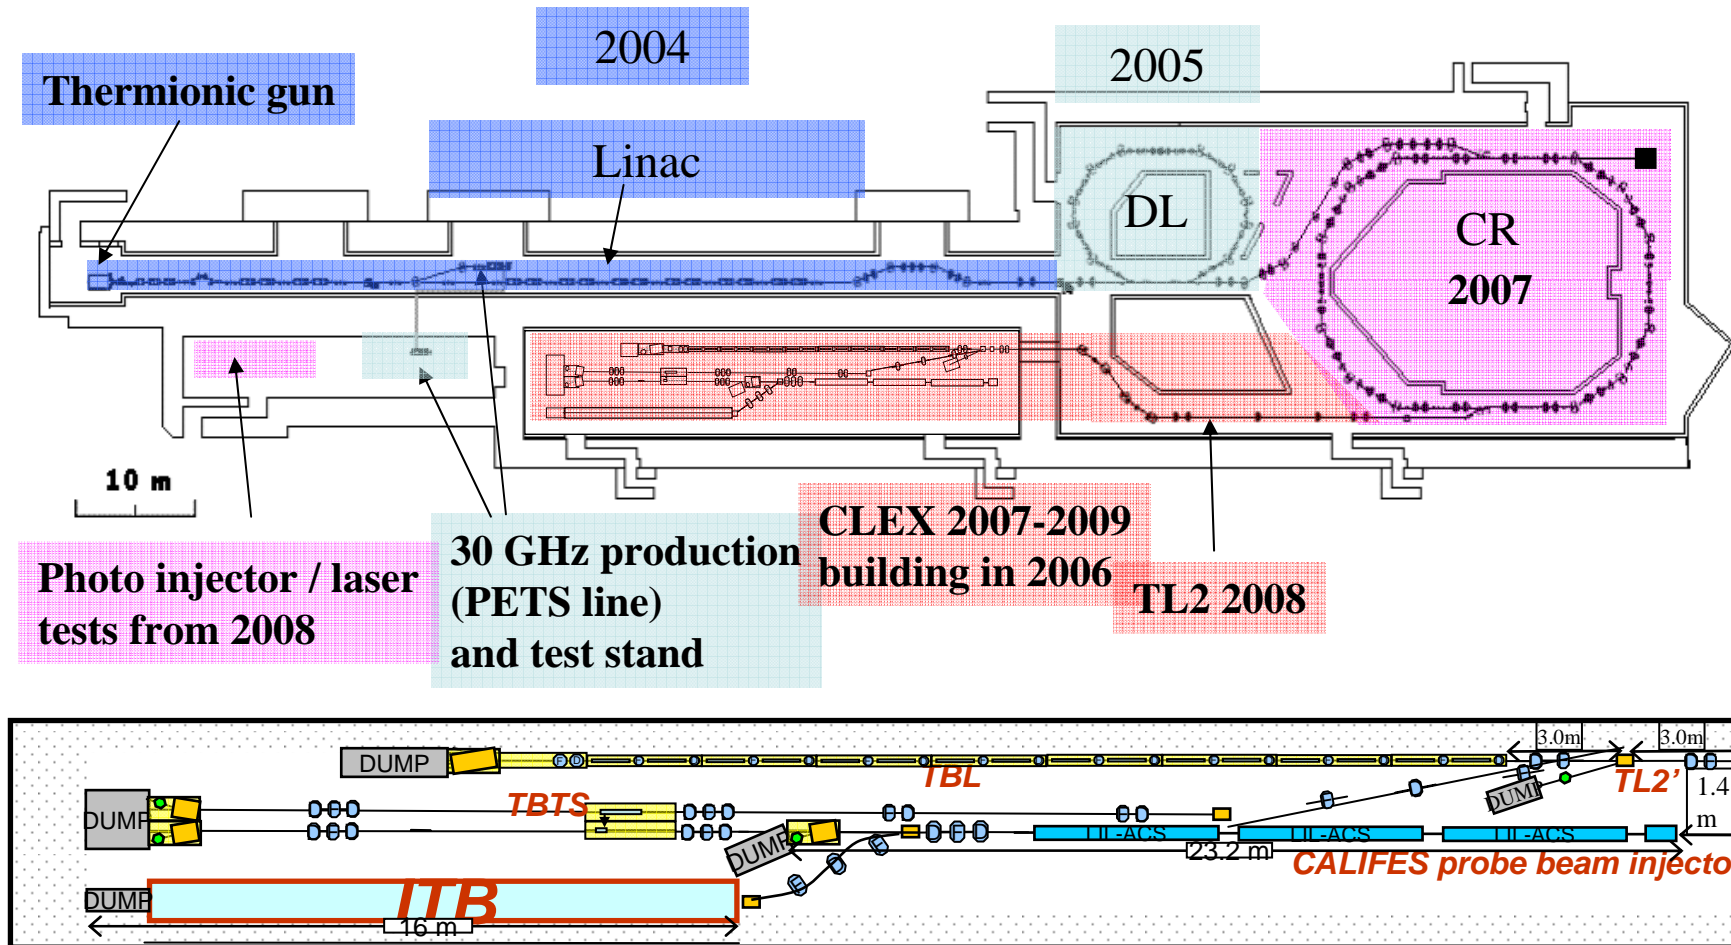 2004
2005
Thermionic gun
Linac
DL
CR
2007
10 m
CLEX 2007-2009
building in 2006
30 GHz production
(PETS line)
and test stand
Photo injector / laser
tests from 2008
TL2 2008
3.0m
3.0m
DUMP
F D
TBL
TL2’
TBTS
DUMP
1.4
m
DUMP
D F D
LIL-ACS
LIL-ACS
LIL-ACS
DUMP
23.2 m
CALIFES probe beam injecto
DUMP
ITB
16 m